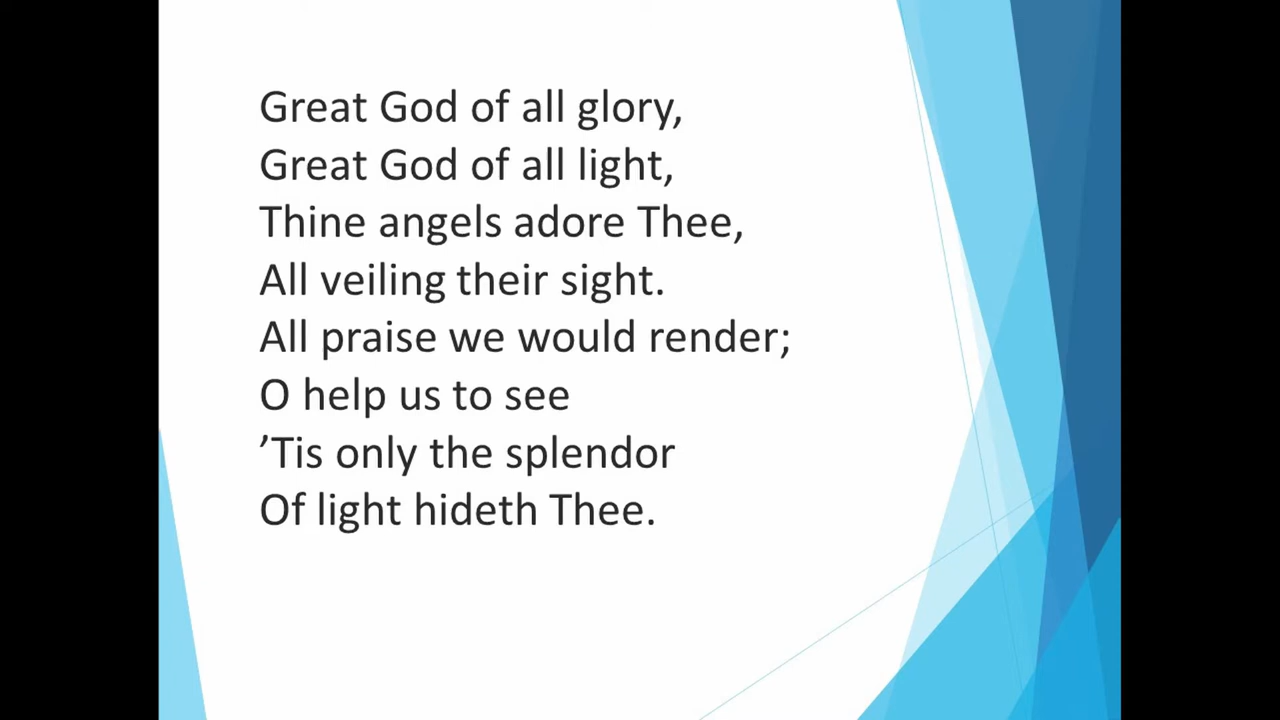 Great God of all glory,
Great God of all light,
Thine angels adore Thee,
All veiling their sight.
All praise we would render;
O help us to see
’Tis only the splendor
Of light hideth Thee.